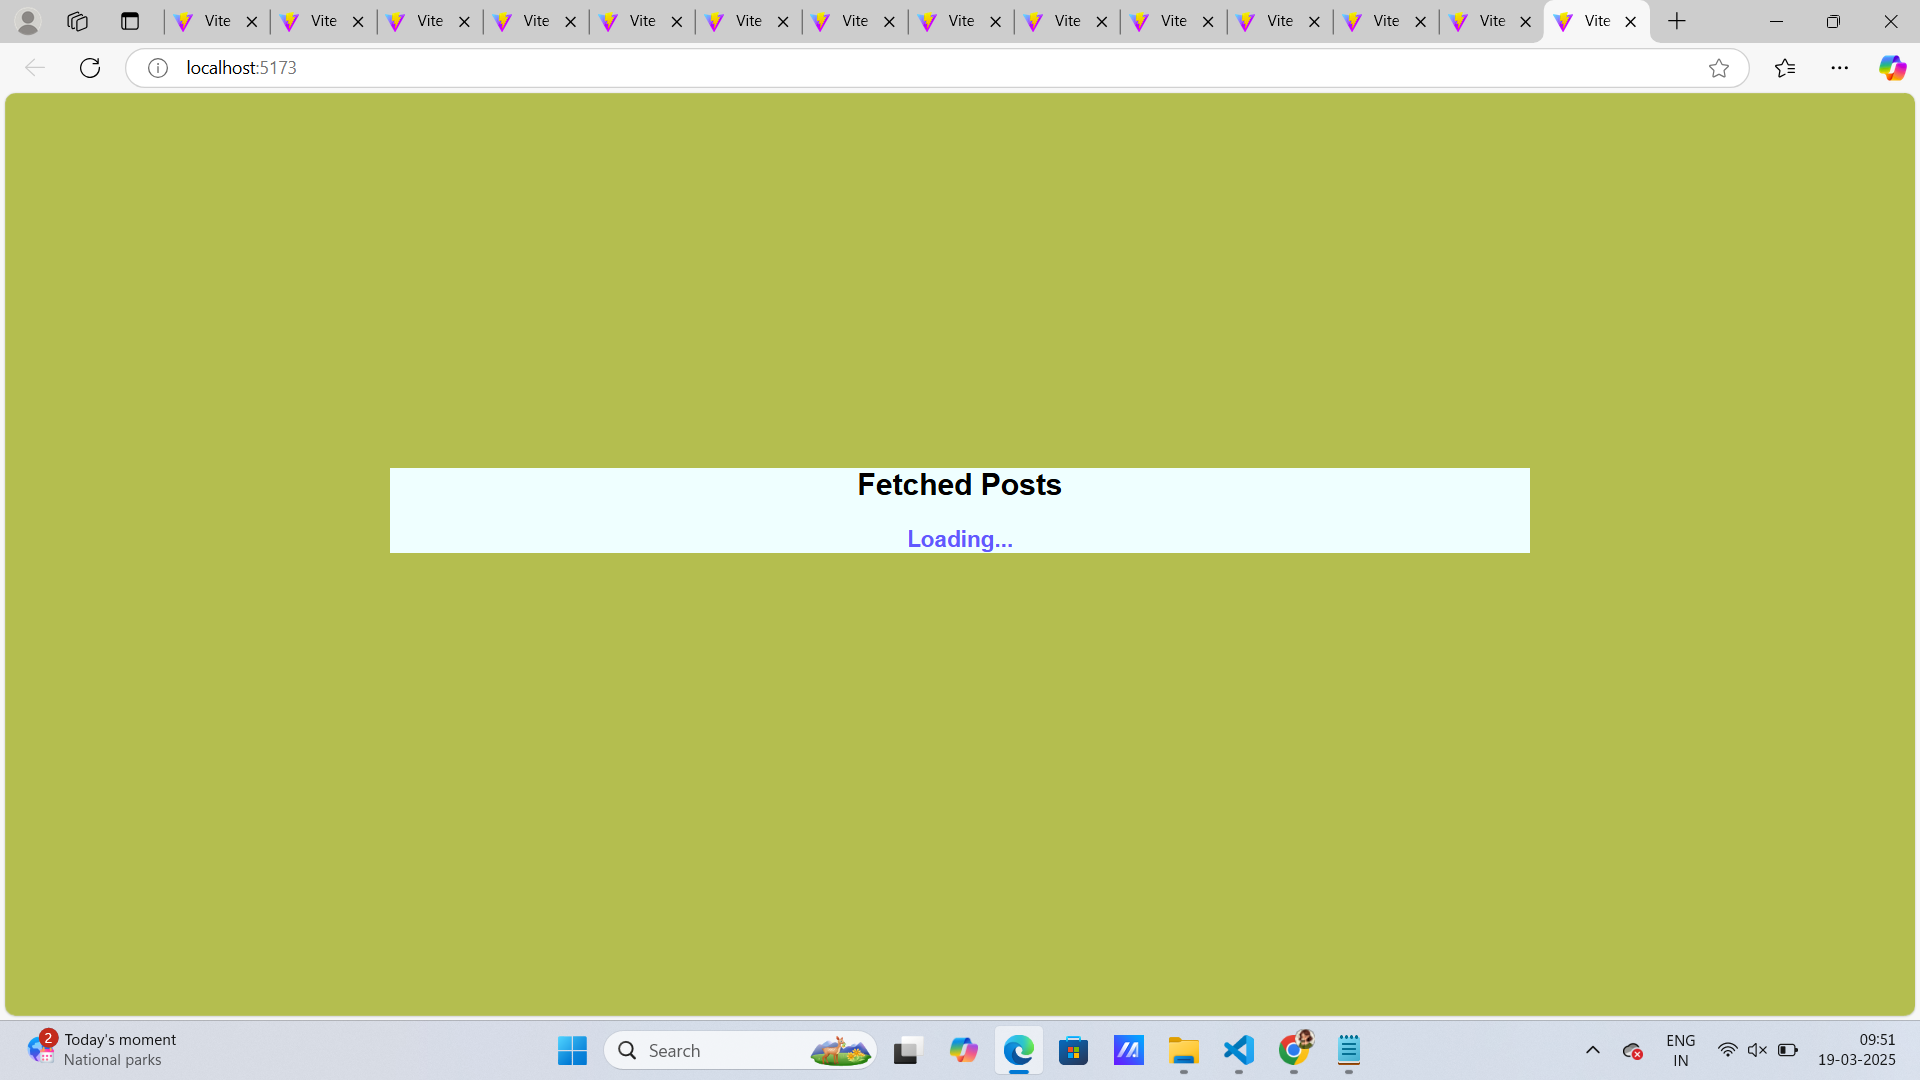 Vite Vite Vite Vite Vite Vite Vite Vite Vite Vite Vite Vite Vite Vite
localhost:5173
Fetched Posts
Loading...
2
Today's moment
National parks
Search
ENG
IN
09:51
19-03-2025